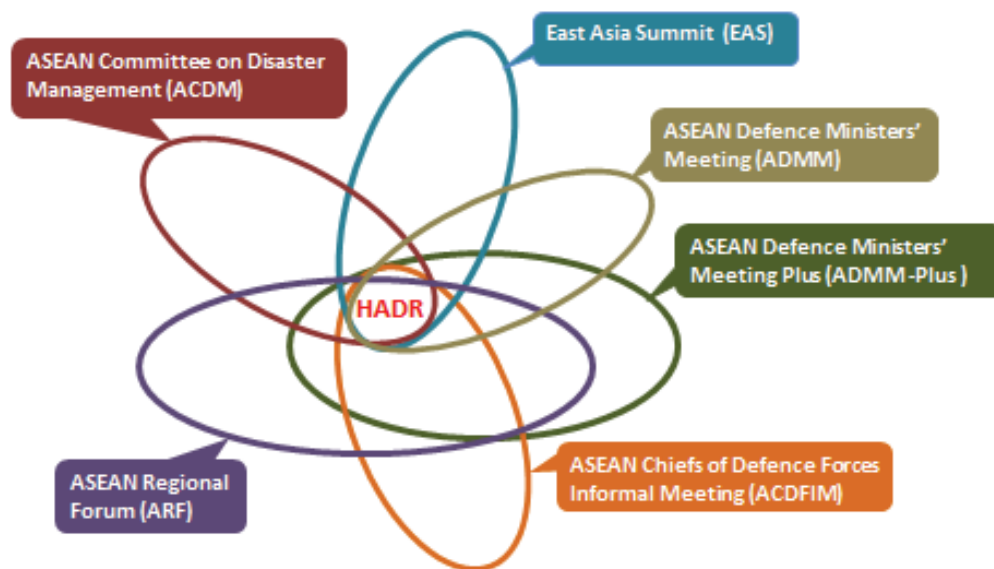 East Asia Summit (EAS)
ASEAN Committee on Disaster
Management (ACDM)
ASEAN Defence Ministers'
Meeting (ADMM)
ASEAN Defence Ministers'
Meeting Plus (ADMM-Plus )
HADR
ASEAN Chiefs of Defence Forces
Informal Meeting (ACDFIM)
ASEAN Regional
Forum (ARF)